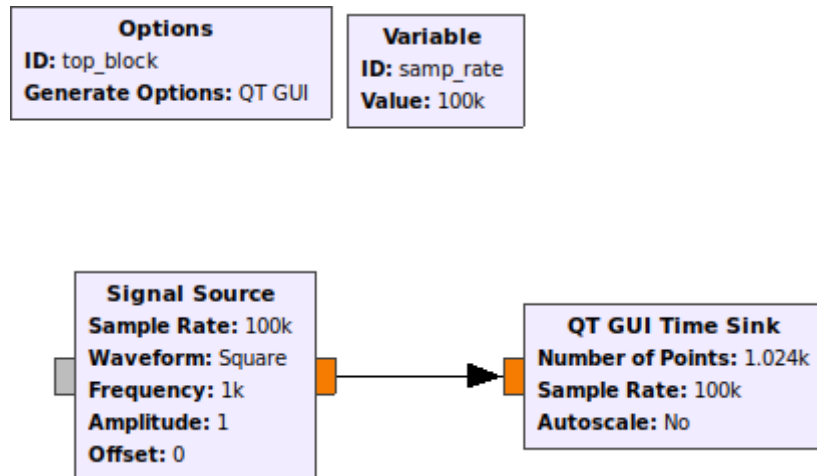 Options
ID: top_block
Generate Options: QT GUI
Variable
ID: samp_rate
Value: 100k
Signal Source
Sample Rate: 100k
Waveform: Square
Frequency: 1k
Amplitude: 1
Offset: 0
QT GUI Time Sink
Number of Points: 1.024k
Sample Rate: 100k
Autoscale: No